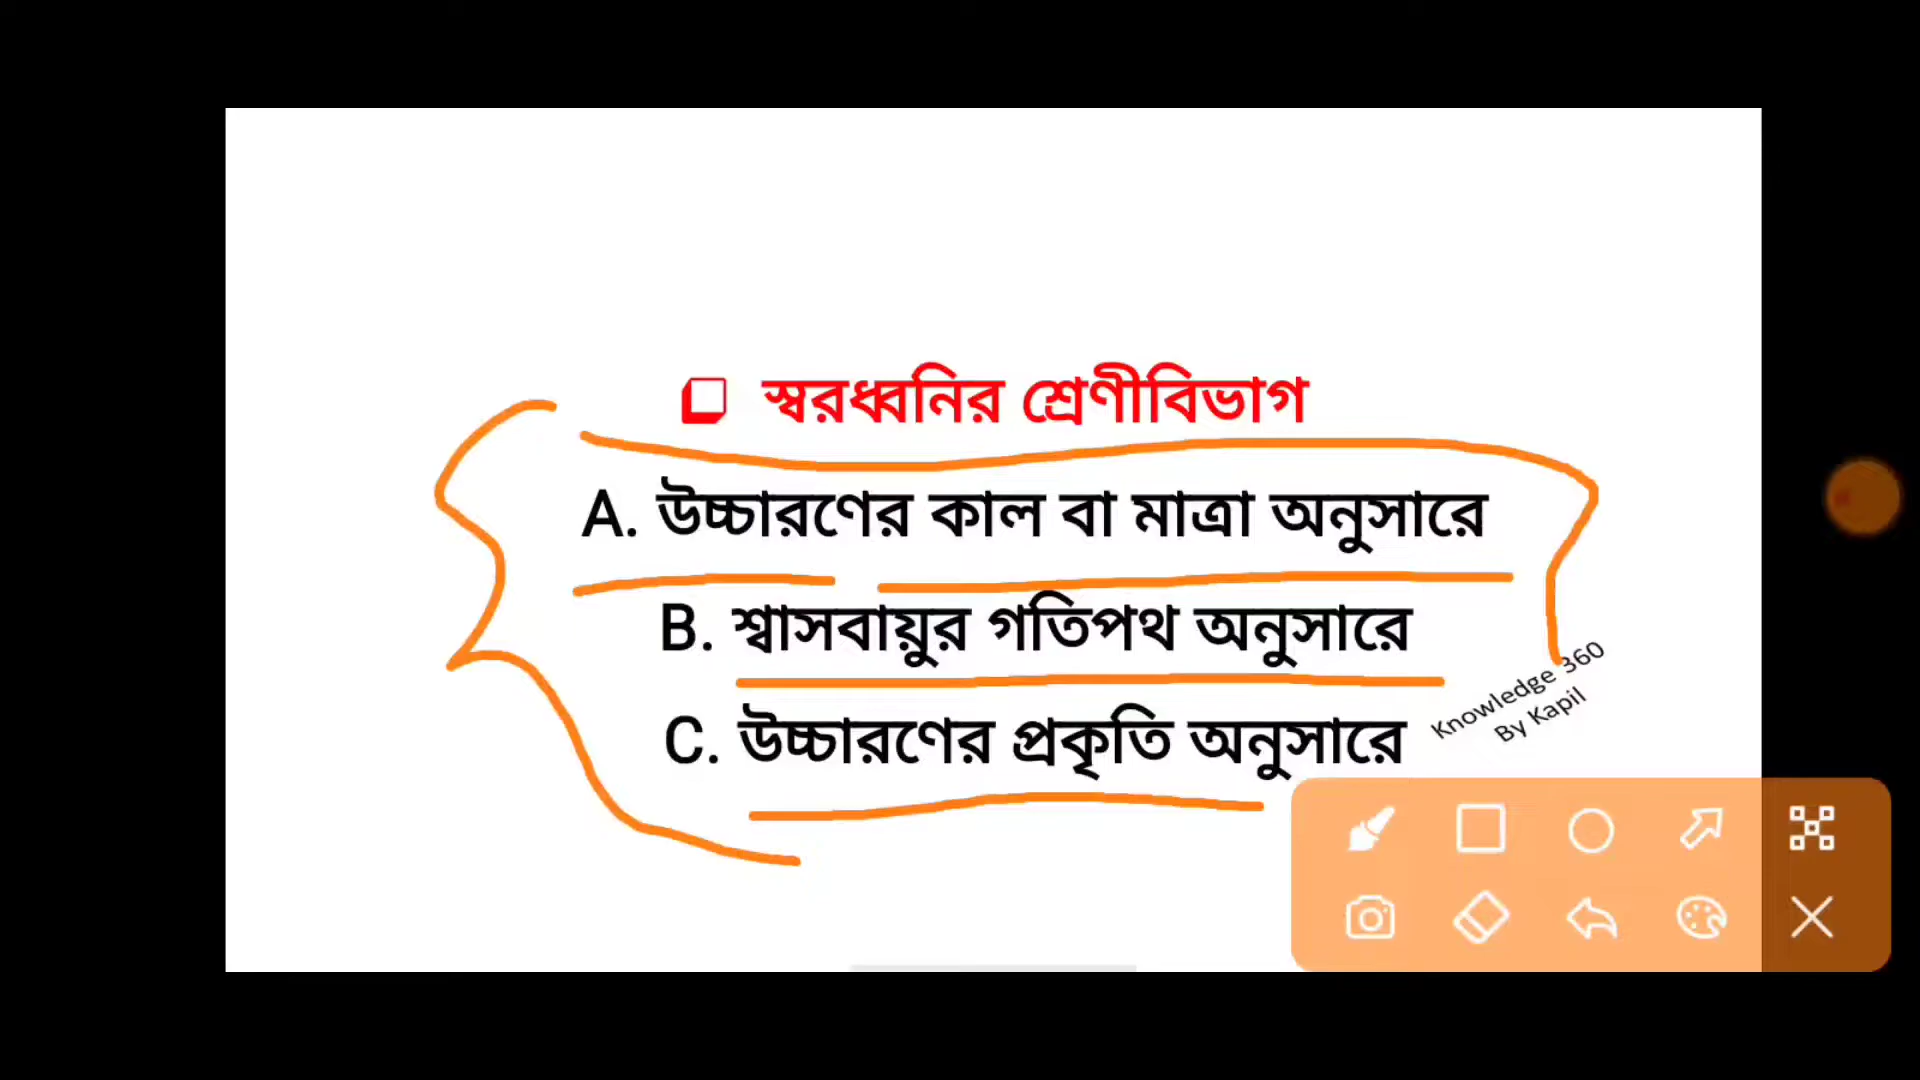 স্বরধ্বনির শ্রেণীবিভাগ
A. উচ্চারণের কাল বা মাত্রা অনুসারে
B. শ্বাসবায়ুর গতিপথ অনুসারে
C. উচ্চারণের প্রকৃতি অনুসারে
Knowledge 360
By Kapil